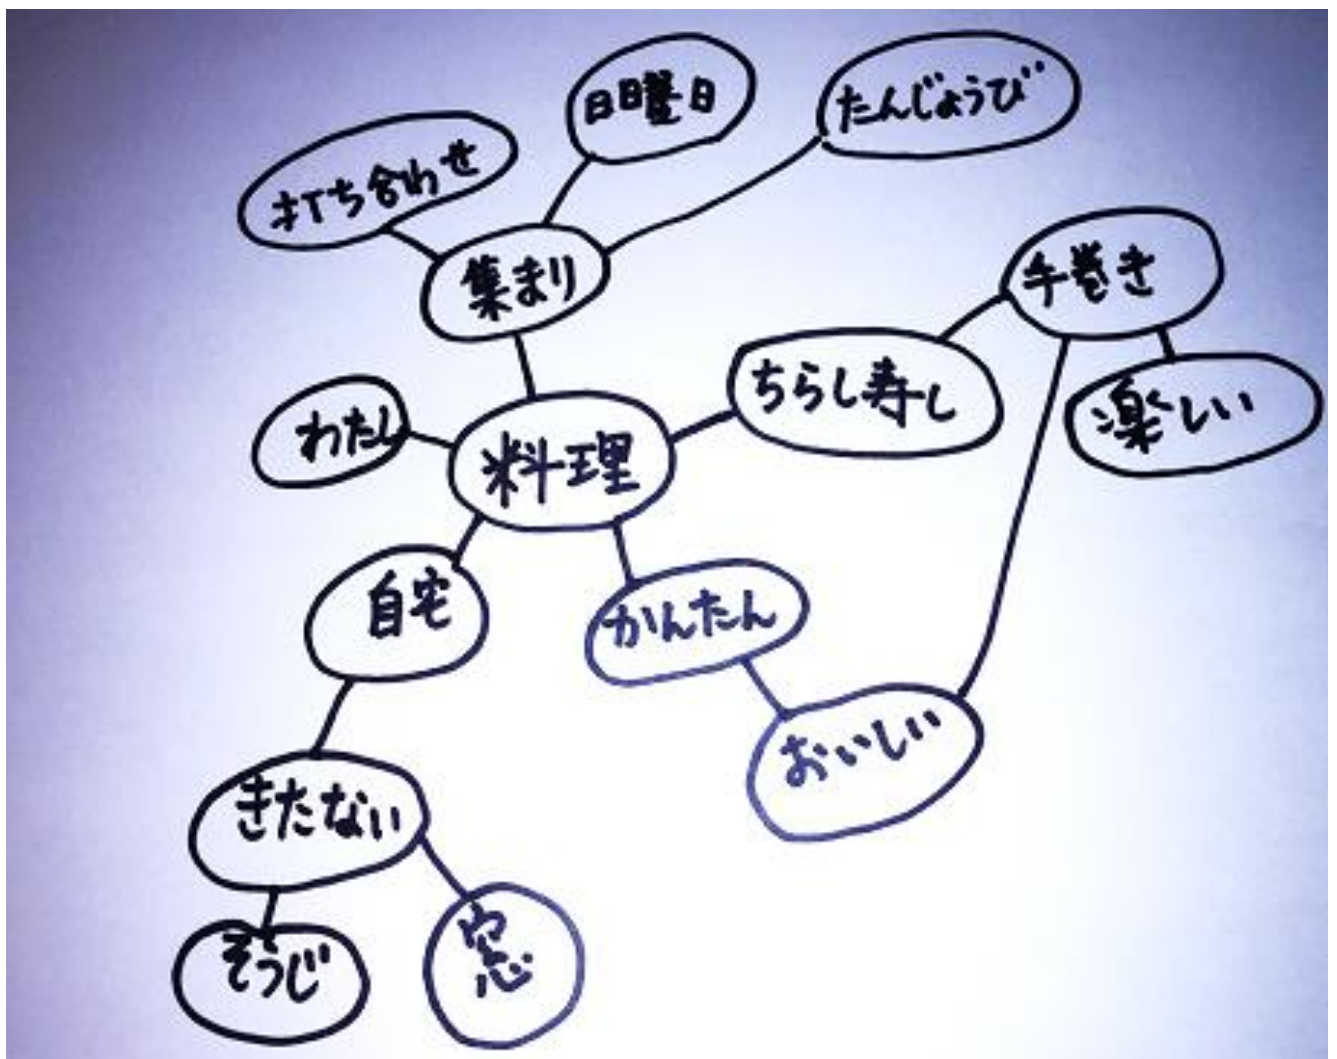 日曜日
たんじょうび
打ち合わせ
集まり
手巻き
ちらし寿し
楽しい
わたし
料理
自宅
かんたん
おいしい
きたない
そうじ
窓